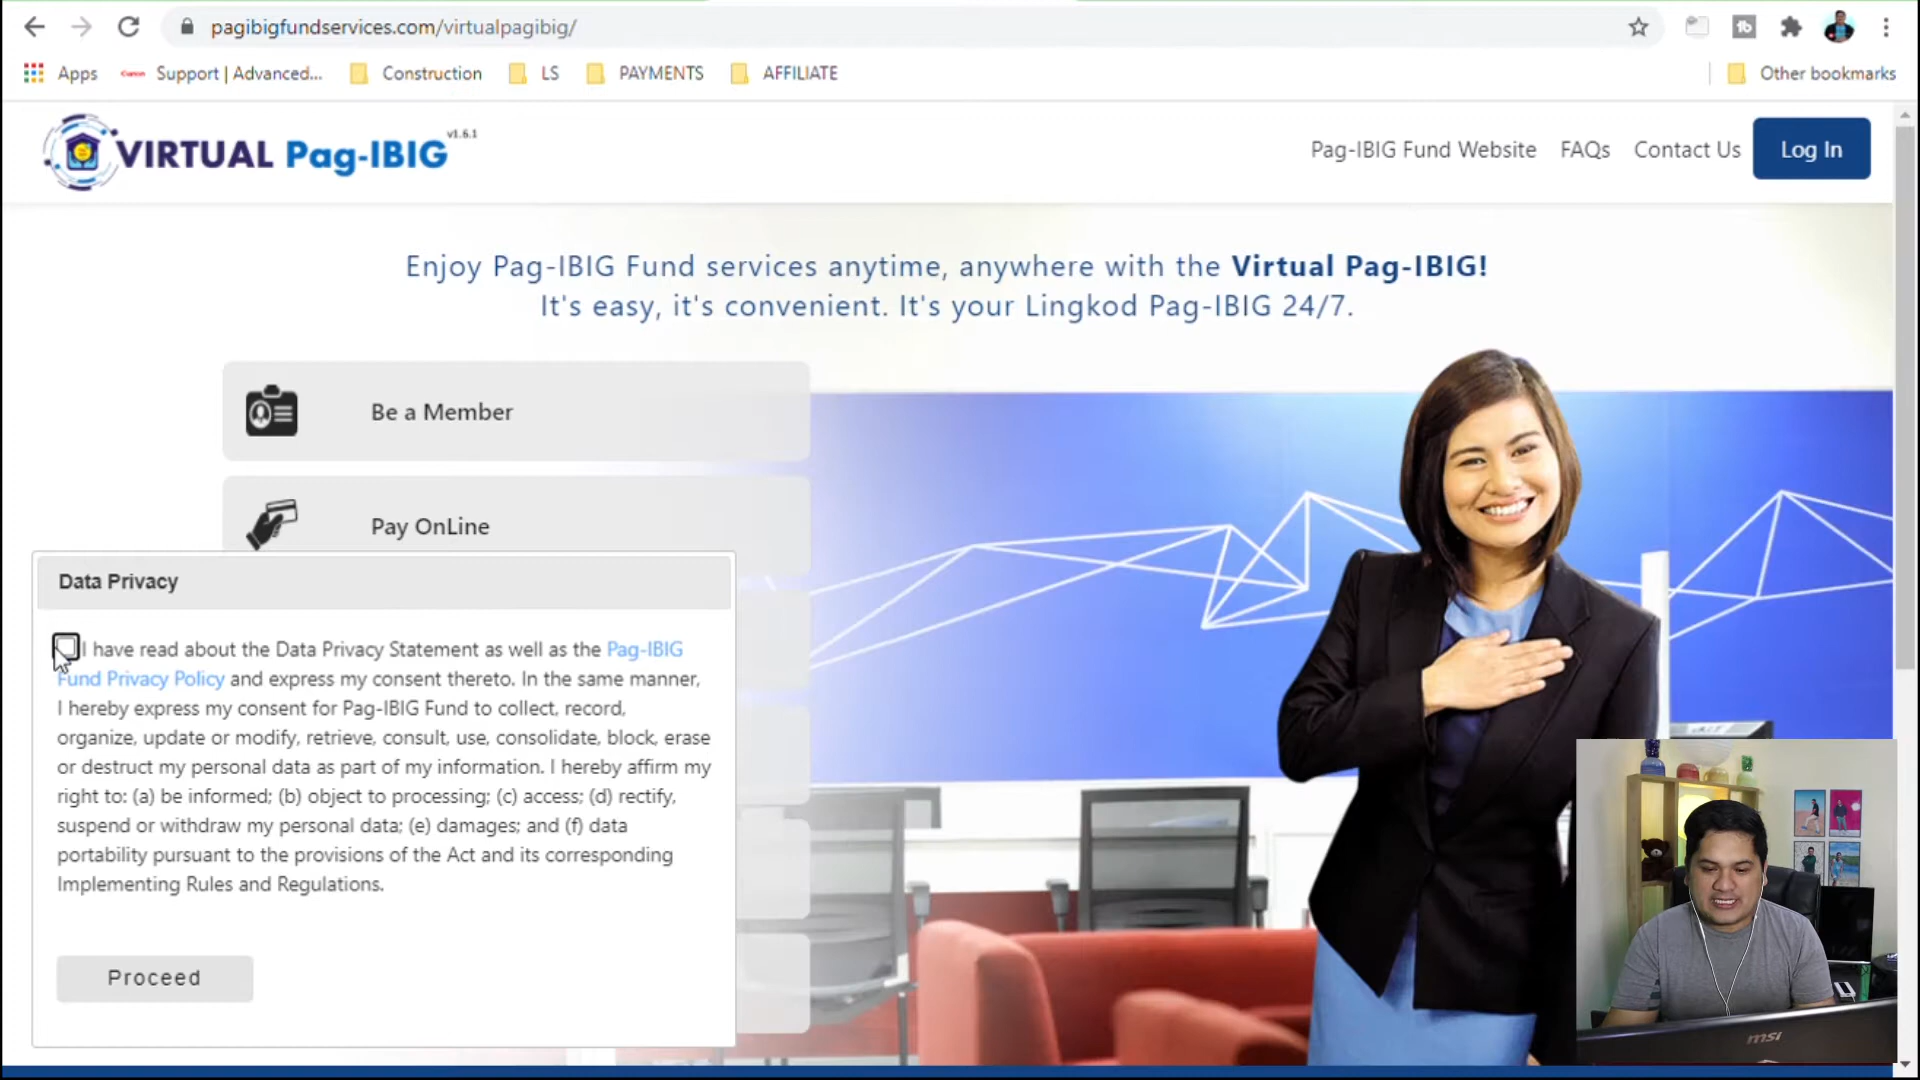 pagibigfundservices.com/virtualpagibig/
Apps Support | Advanced... Construction LS PAYMENTS AFFILIATE Other bookmarks
VIRTUAL Pag-IBIG v1.6.1
Pag-IBIG Fund Website FAQs Contact Us Log In
Enjoy Pag-IBIG Fund services anytime, anywhere with the Virtual Pag-IBIG!
It's easy, it's convenient. It's your Lingkod Pag-IBIG 24/7.
Be a Member
Pay OnLine
Data Privacy
I have read about the Data Privacy Statement as well as the Pag-IBIG
Fund Privacy Policy and express my consent thereto. In the same manner,
I hereby express my consent for Pag-IBIG Fund to collect, record,
organize, update or modify, retrieve, consult, use, consolidate, block, erase
or destruct my personal data as part of my information. I hereby affirm my
right to: (a) be informed; (b) object to processing; (c) access; (d) rectify,
suspend or withdraw my personal data; (e) damages; and (f) data
portability pursuant to the provisions of the Act and its corresponding
Implementing Rules and Regulations.
Proceed
msi